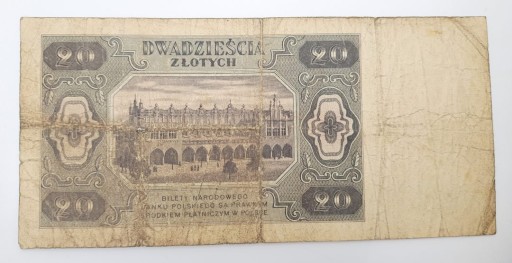 20 DWADZIEŚCIA 20
ZŁOTYCH
BILETY NARODOWEGO
BANKU POLSKIEGO SĄ PRAWNYM
ŚRODKIEM PŁATNICZYM W POLSCE
20 20